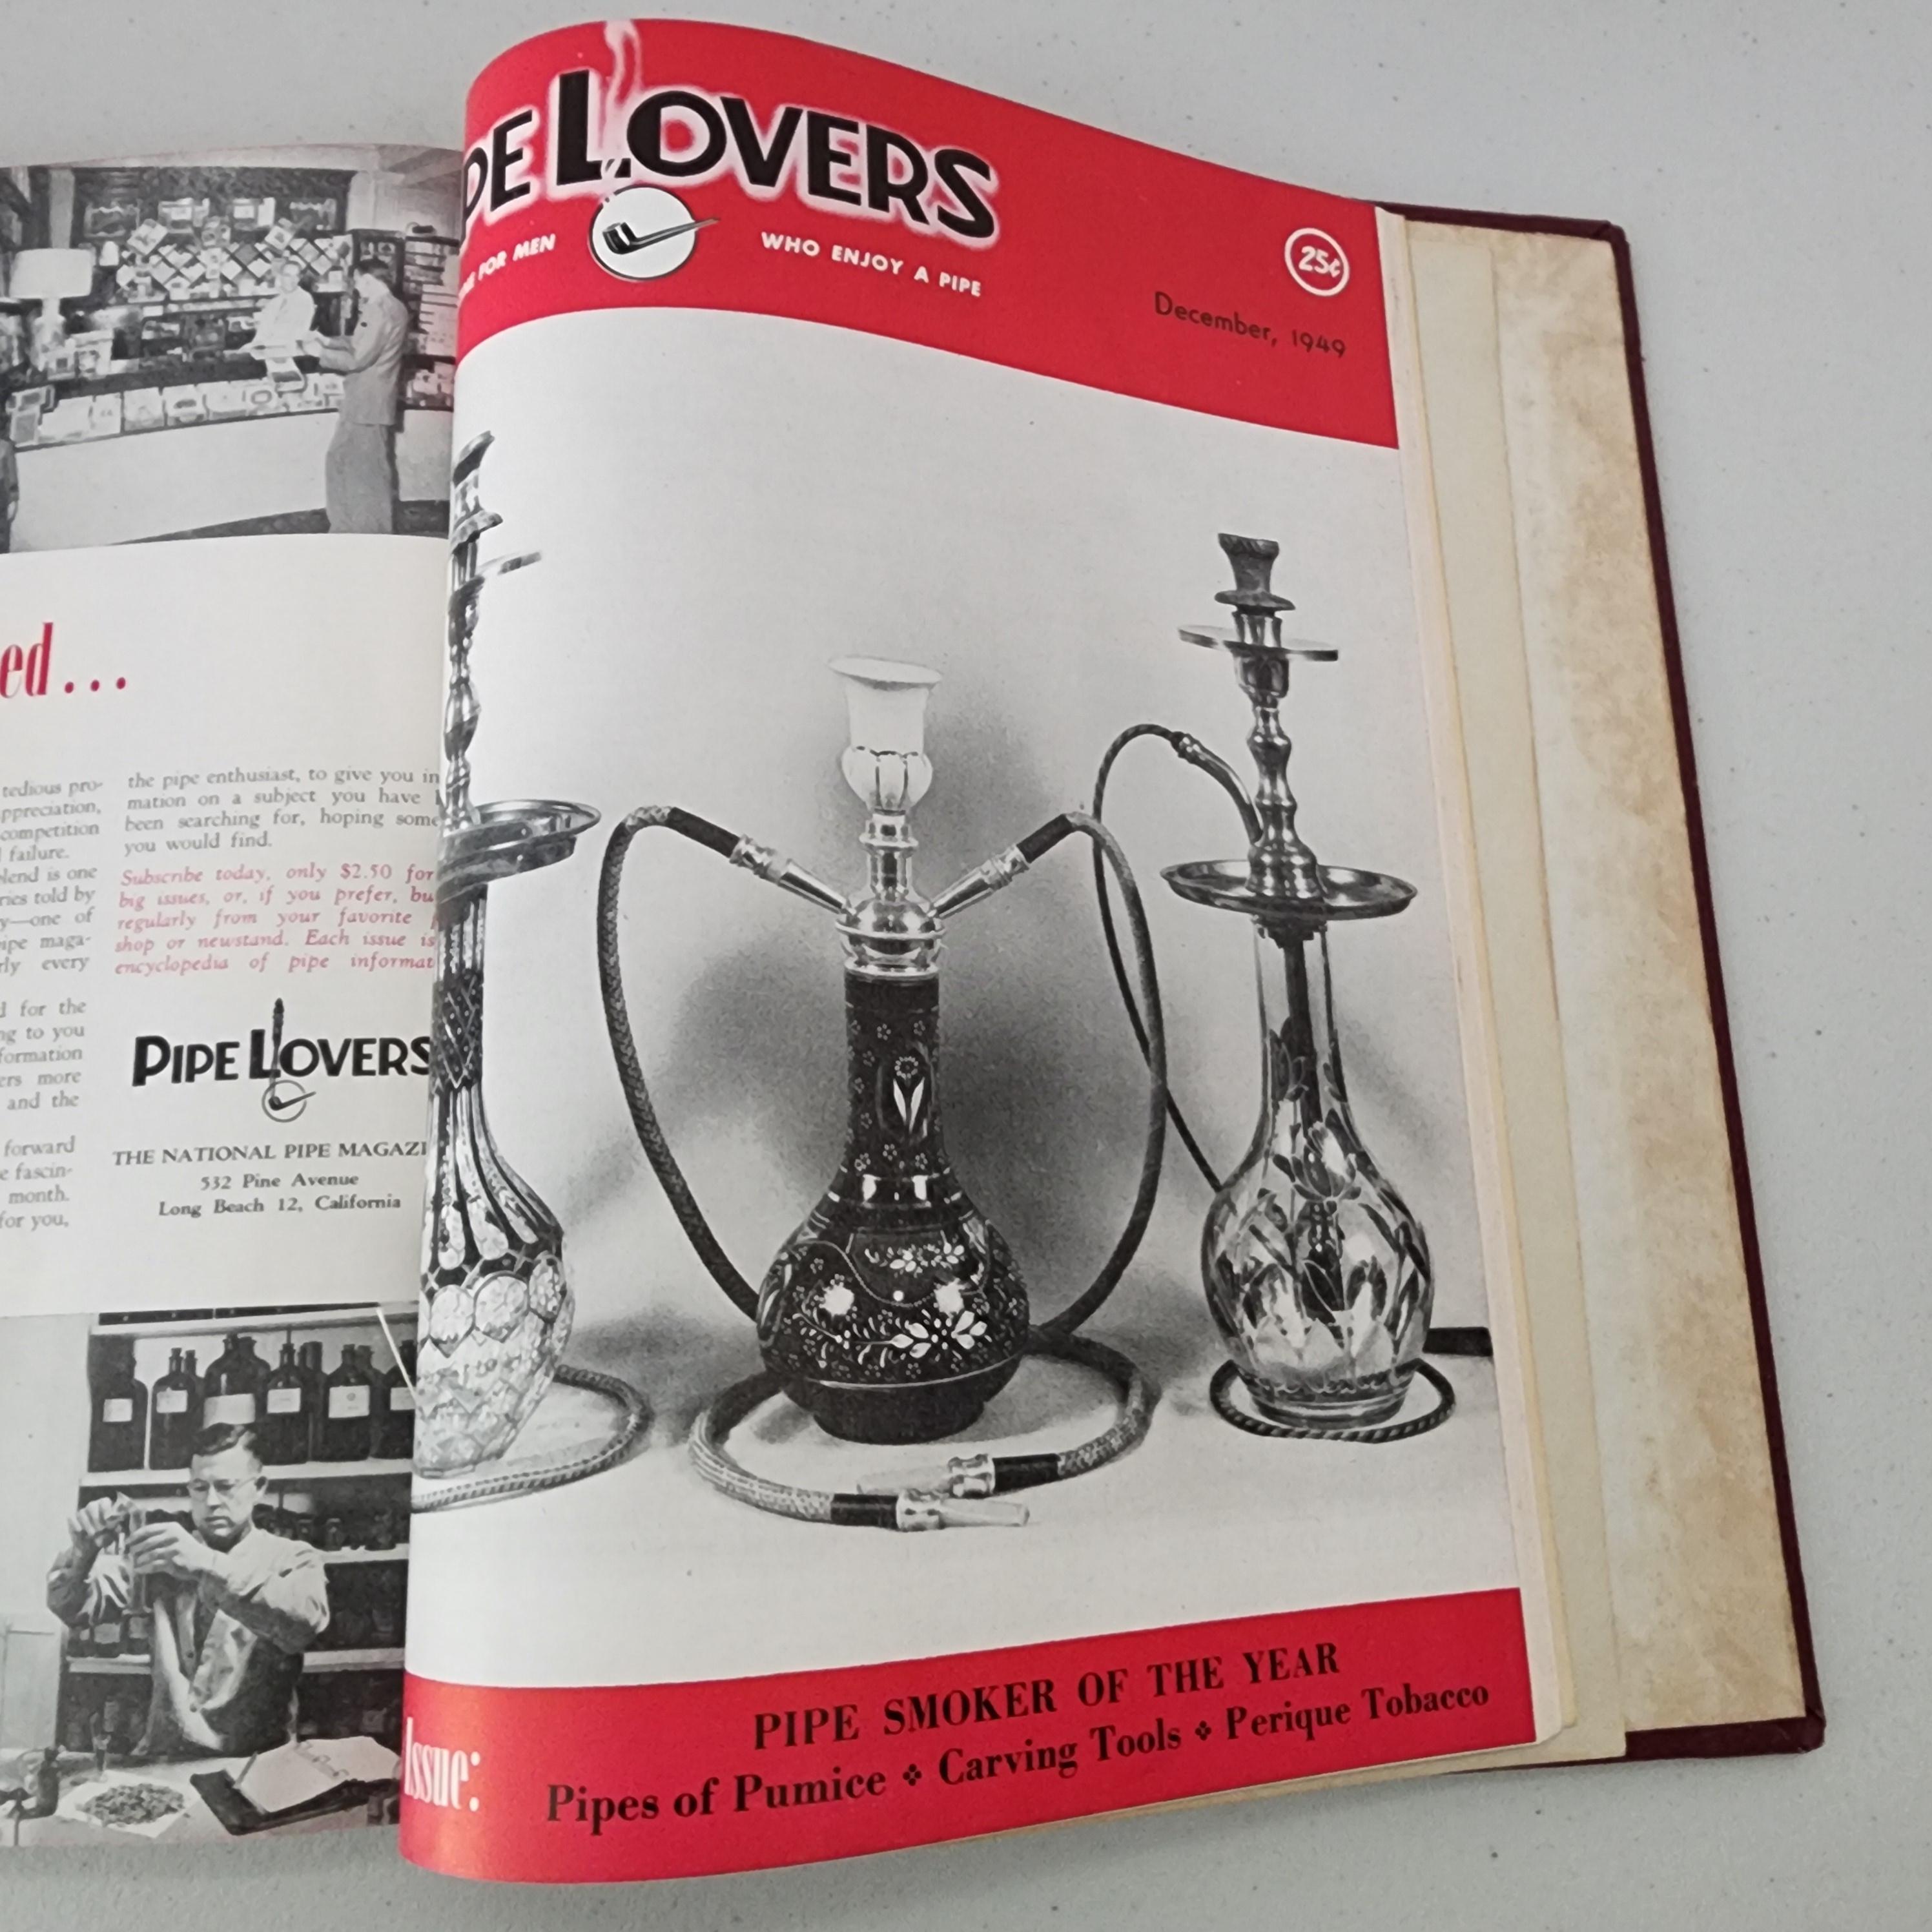 ed...
tedious pro-
ppreciation,
competition
failure.
lend is one
ries told by
y—one of
ipe maga-
rly every
d for the
ng to you
formation
ers more
and the
forward
e fascin-
month.
for you,
the pipe enthusiast, to give you in
mation on a subject you have
been searching for, hoping some
you would find.
Subscribe today, only $2.50 for
big issues, or, if you prefer, bu
regularly from your favorite
shop or newstand. Each issue is
encyclopedia of pipe informat
PIPE LOVERS
THE NATIONAL PIPE MAGAZI
532 Pine Avenue
Long Beach 12, California
PE LOVERS
FOR MEN
WHO ENJOY A PIPE
25¢
December, 1949
Issue:
PIPE SMOKER OF THE YEAR
Pipes of Pumice ❖ Carving Tools ❖ Perique Tobacco